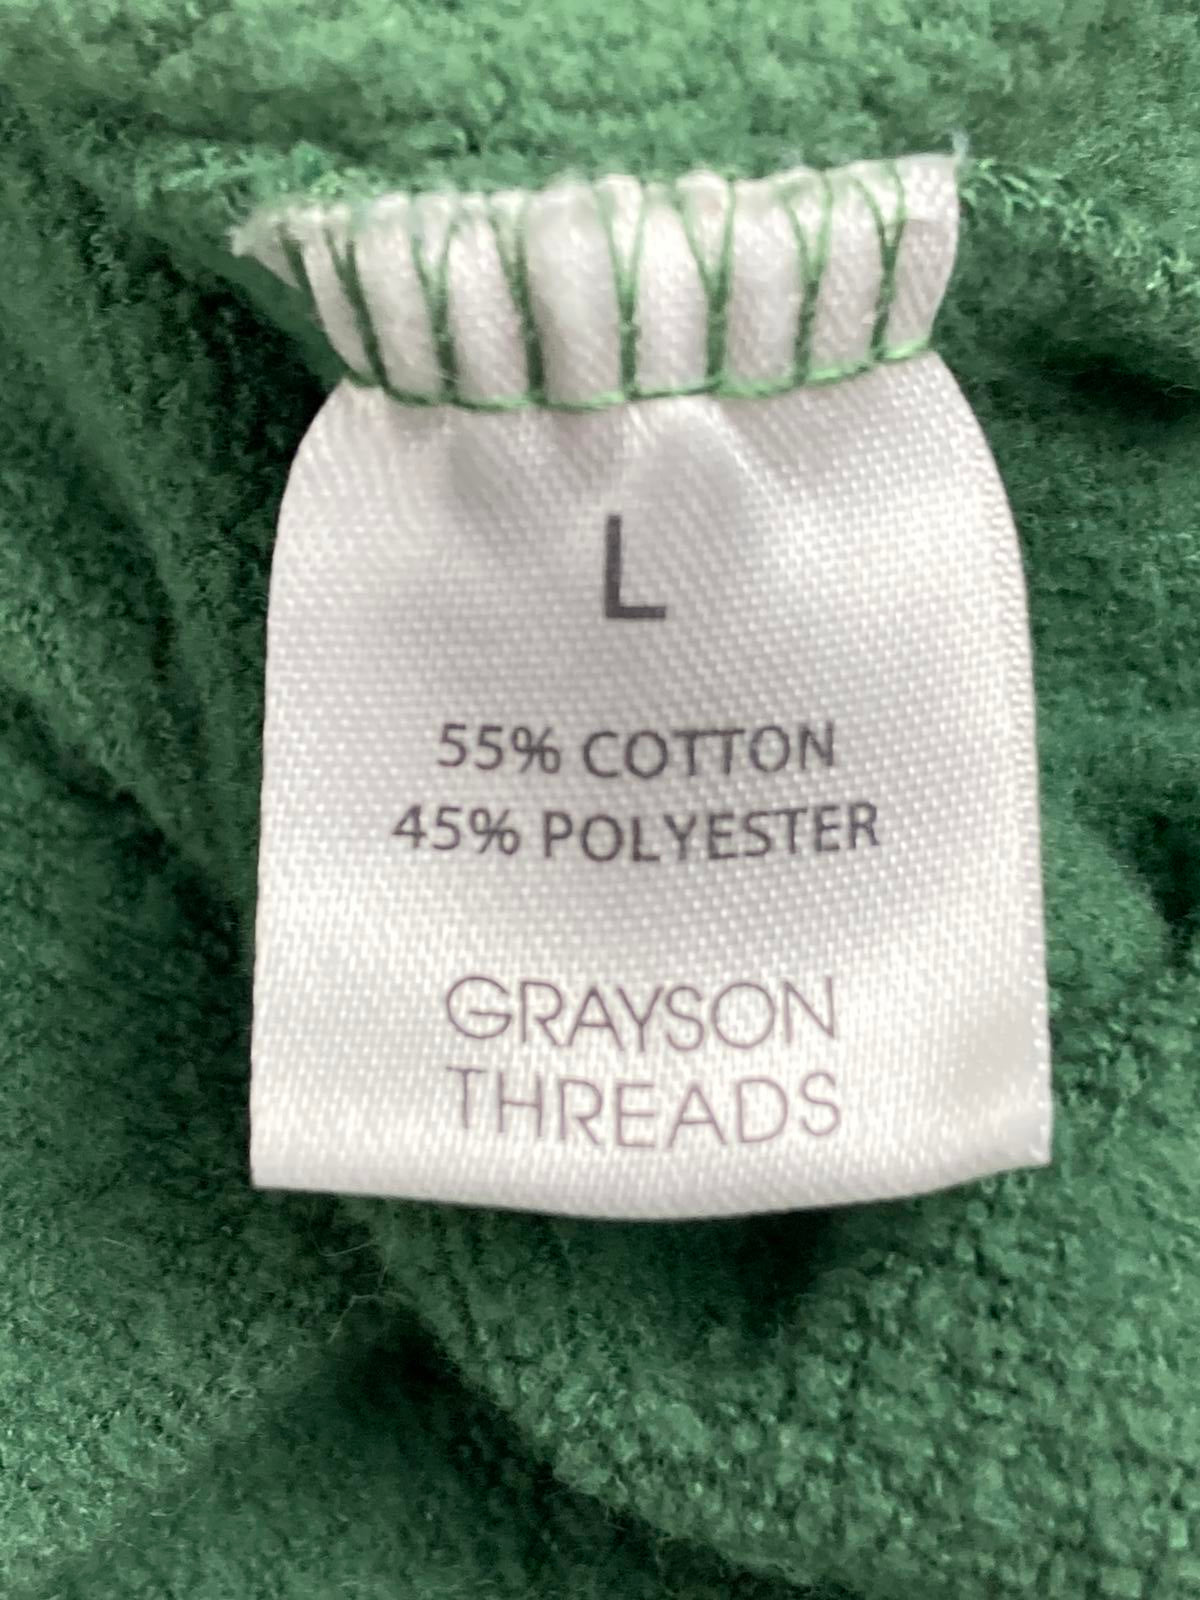 L
55% COTTON
45% POLYESTER
GRAYSON
THREADS